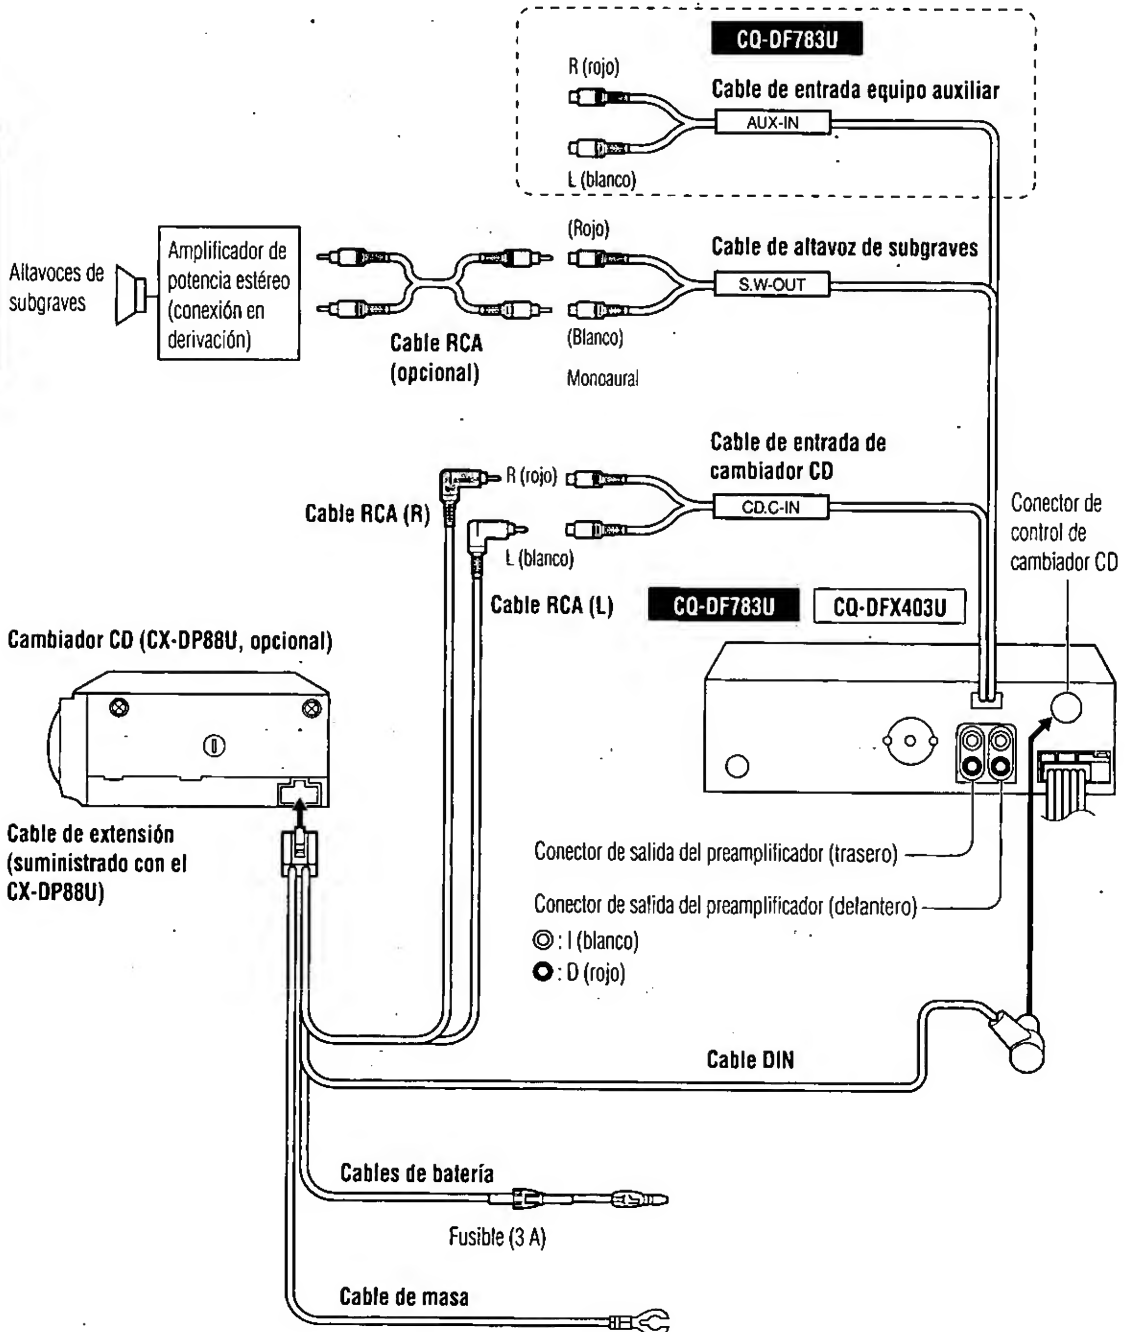 CQ-DF783U
R (rojo)
Cable de entrada equipo auxiliar
AUX-IN
L (blanco)
(Rojo)
Cable de altavoz de subgraves
S.W-OUT
Altavoces de
subgraves
Amplificador de
potencia estéreo
(conexión en
derivación)
Cable RCA
(opcional)
(Blanco)
Monoaural
Cable de entrada de
cambiador CD
R (rojo)
CD.C-IN
Cable RCA (R)
L (blanco)
Conector de
control de
cambiador CD
Cable RCA (L)
CQ-DF783U
CQ-DFX403U
Cambiador CD (CX-DP88U, opcional)
Cable de extensión
(suministrado con el
CX-DP88U)
Conector de salida del preamplificador (trasero)
Conector de salida del preamplificador (delantero)
: I (blanco)
: D (rojo)
Cable DIN
Cables de batería
Fusible (3 A)
Cable de masa